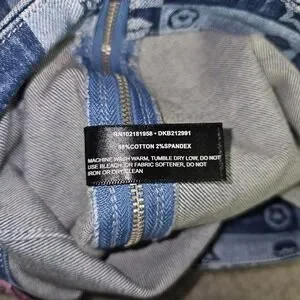 RN102181958 • DKB212991
98%COTTON 2%SPANDEX
MACHINE WASH WARM, TUMBLE DRY LOW, DO NOT
USE BLEACH OR FABRIC SOFTENER, DO NOT
IRON OR DRY CLEAN